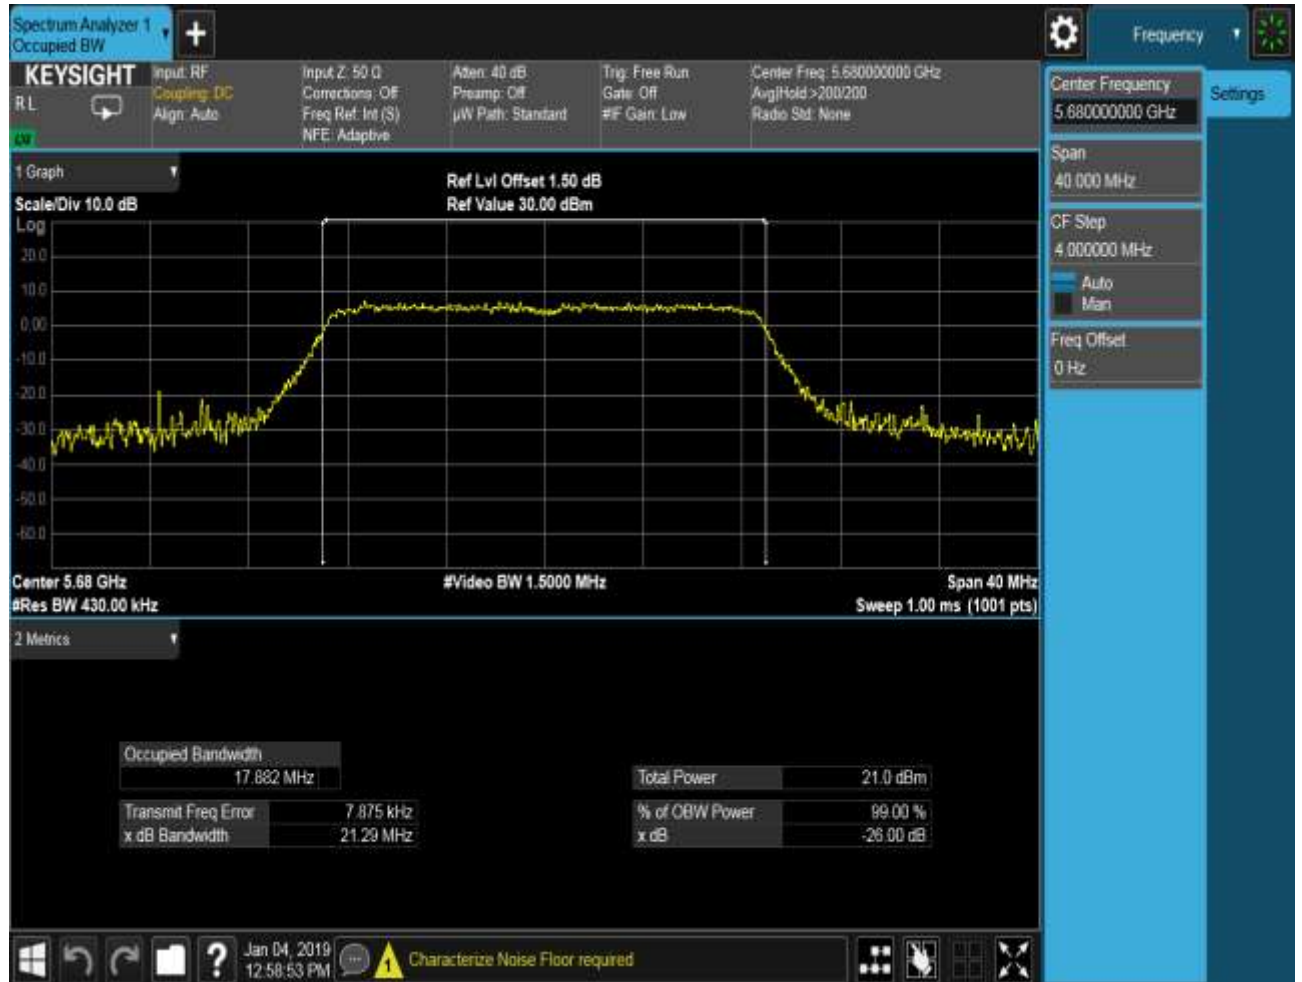 Spectrum Analyzer 1
Occupied BW
Frequency
KEYSIGHT
RL
Input: RF
Coupling: DC
Align: Auto
Input Z: 50 Ω
Corrections: Off
Freq Ref: Int (S)
NFE: Adaptive
Atten: 40 dB
Preamp: Off
µW Path: Standard
Trig: Free Run
Gate: Off
#IF Gain: Low
Center Freq: 5.680000000 GHz
Avg|Hold:>200/200
Radio Std: None
Center Frequency
5.680000000 GHz
Settings
Span
40.000 MHz
CF Step
4.000000 MHz
Auto
Man
Freq Offset
0 Hz
1 Graph
Scale/Div 10.0 dB
Ref Lvl Offset 1.50 dB
Ref Value 30.00 dBm
Log
20.0
10.0
0.00
-10.0
-20.0
-30.0
-40.0
-50.0
-60.0
Center 5.68 GHz
#Video BW 1.5000 MHz
Span 40 MHz
#Res BW 430.00 kHz
Sweep 1.00 ms (1001 pts)
2 Metrics
Occupied Bandwidth
17.882 MHz
Total Power 21.0 dBm
Transmit Freq Error 7.875 kHz
% of OBW Power 99.00 %
x dB Bandwidth 21.29 MHz
x dB -26.00 dB
?
Jan 04, 2019
12:58:53 PM
1
Characterize Noise Floor required